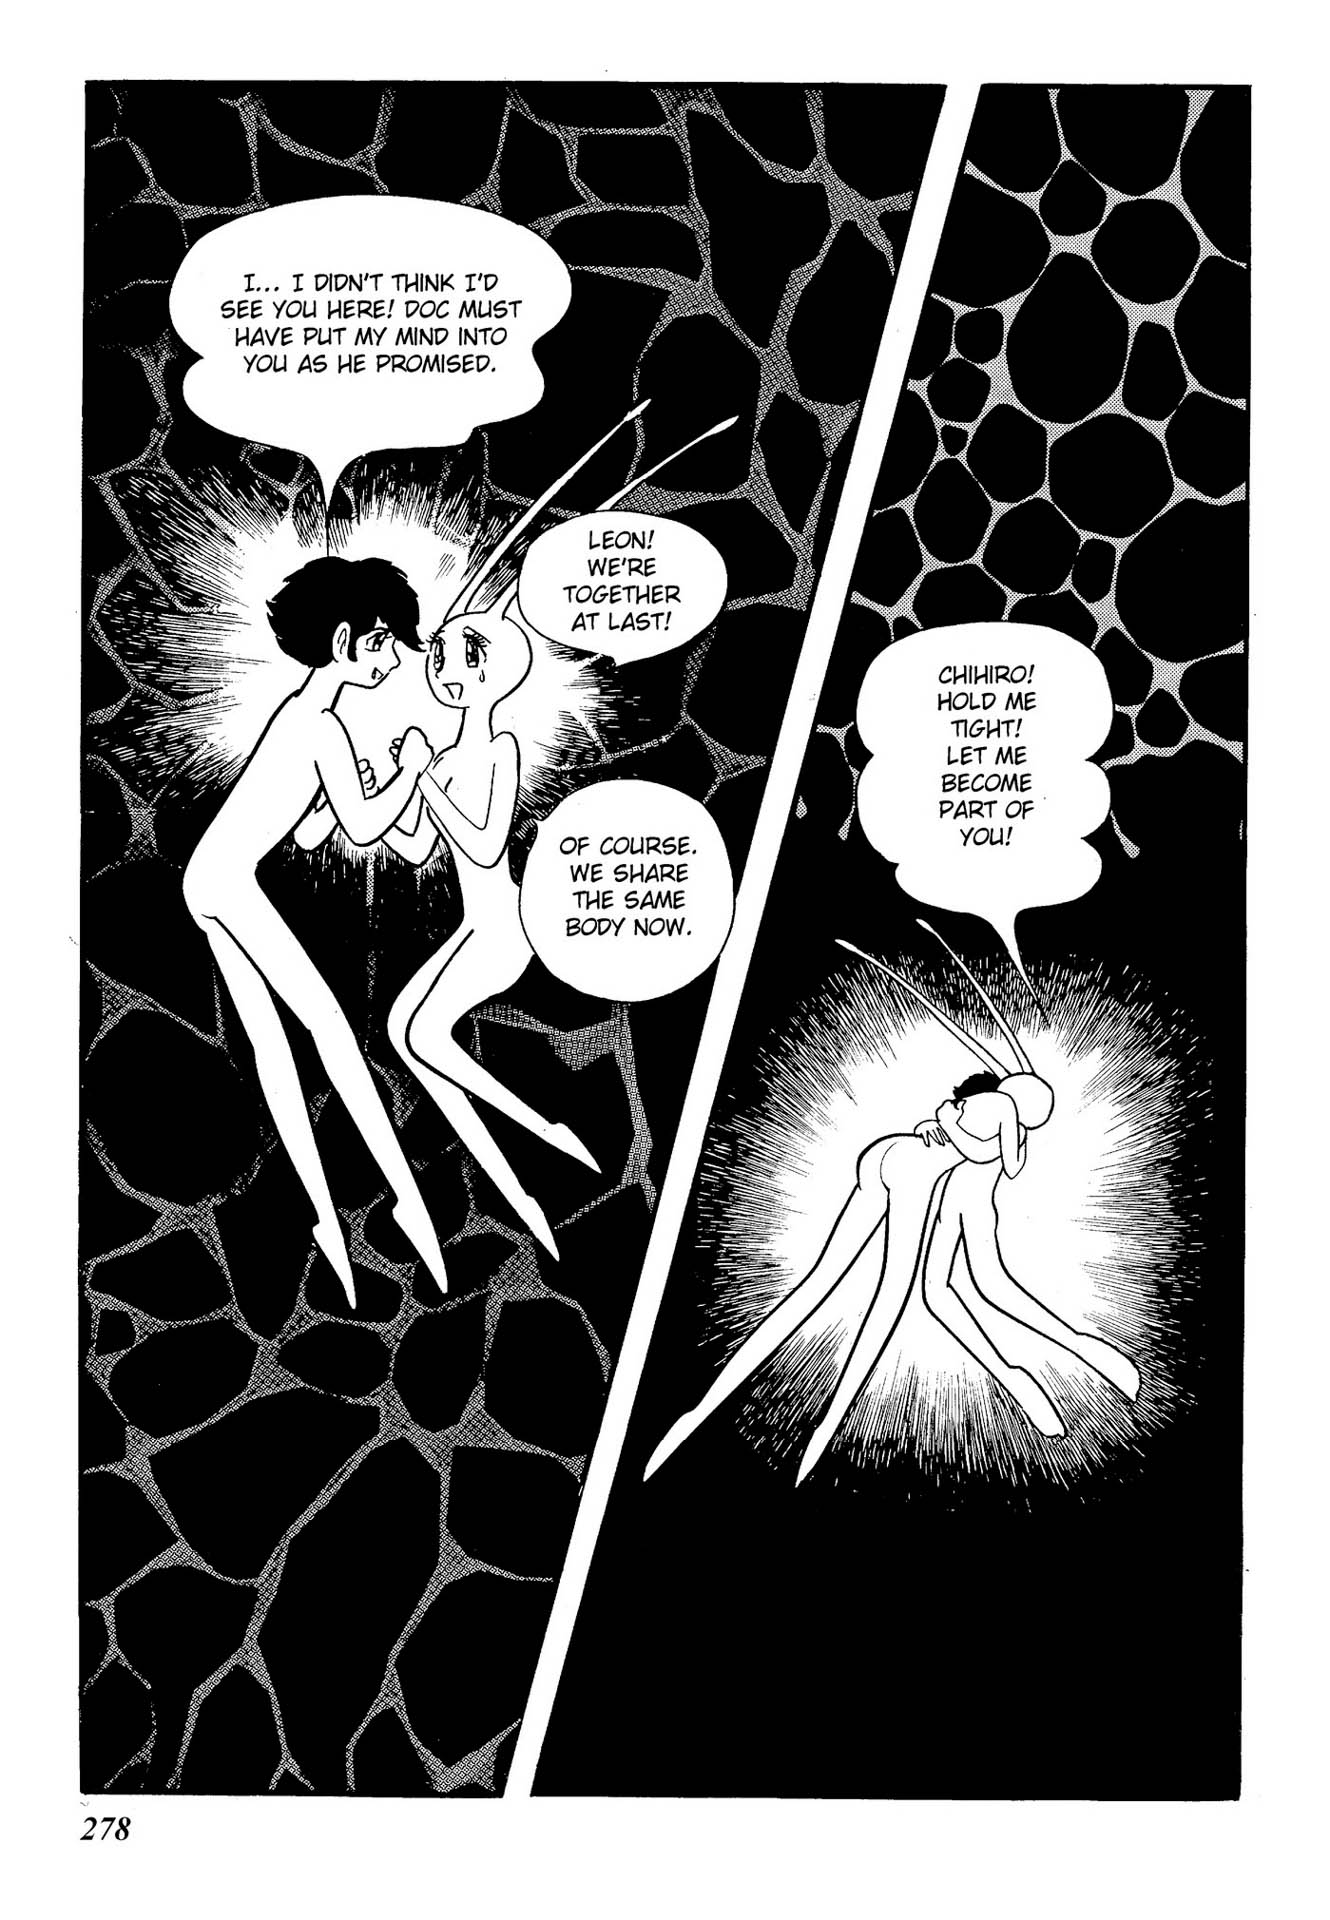 I... I DIDN'T THINK I'D
SEE YOU HERE! DOC MUST
HAVE PUT MY MIND INTO
YOU AS HE PROMISED.
LEON!
WE'RE
TOGETHER
AT LAST!
OF COURSE.
WE SHARE
THE SAME
BODY NOW.
CHIHIRO!
HOLD ME
TIGHT!
LET ME
BECOME
PART OF
YOU!
278